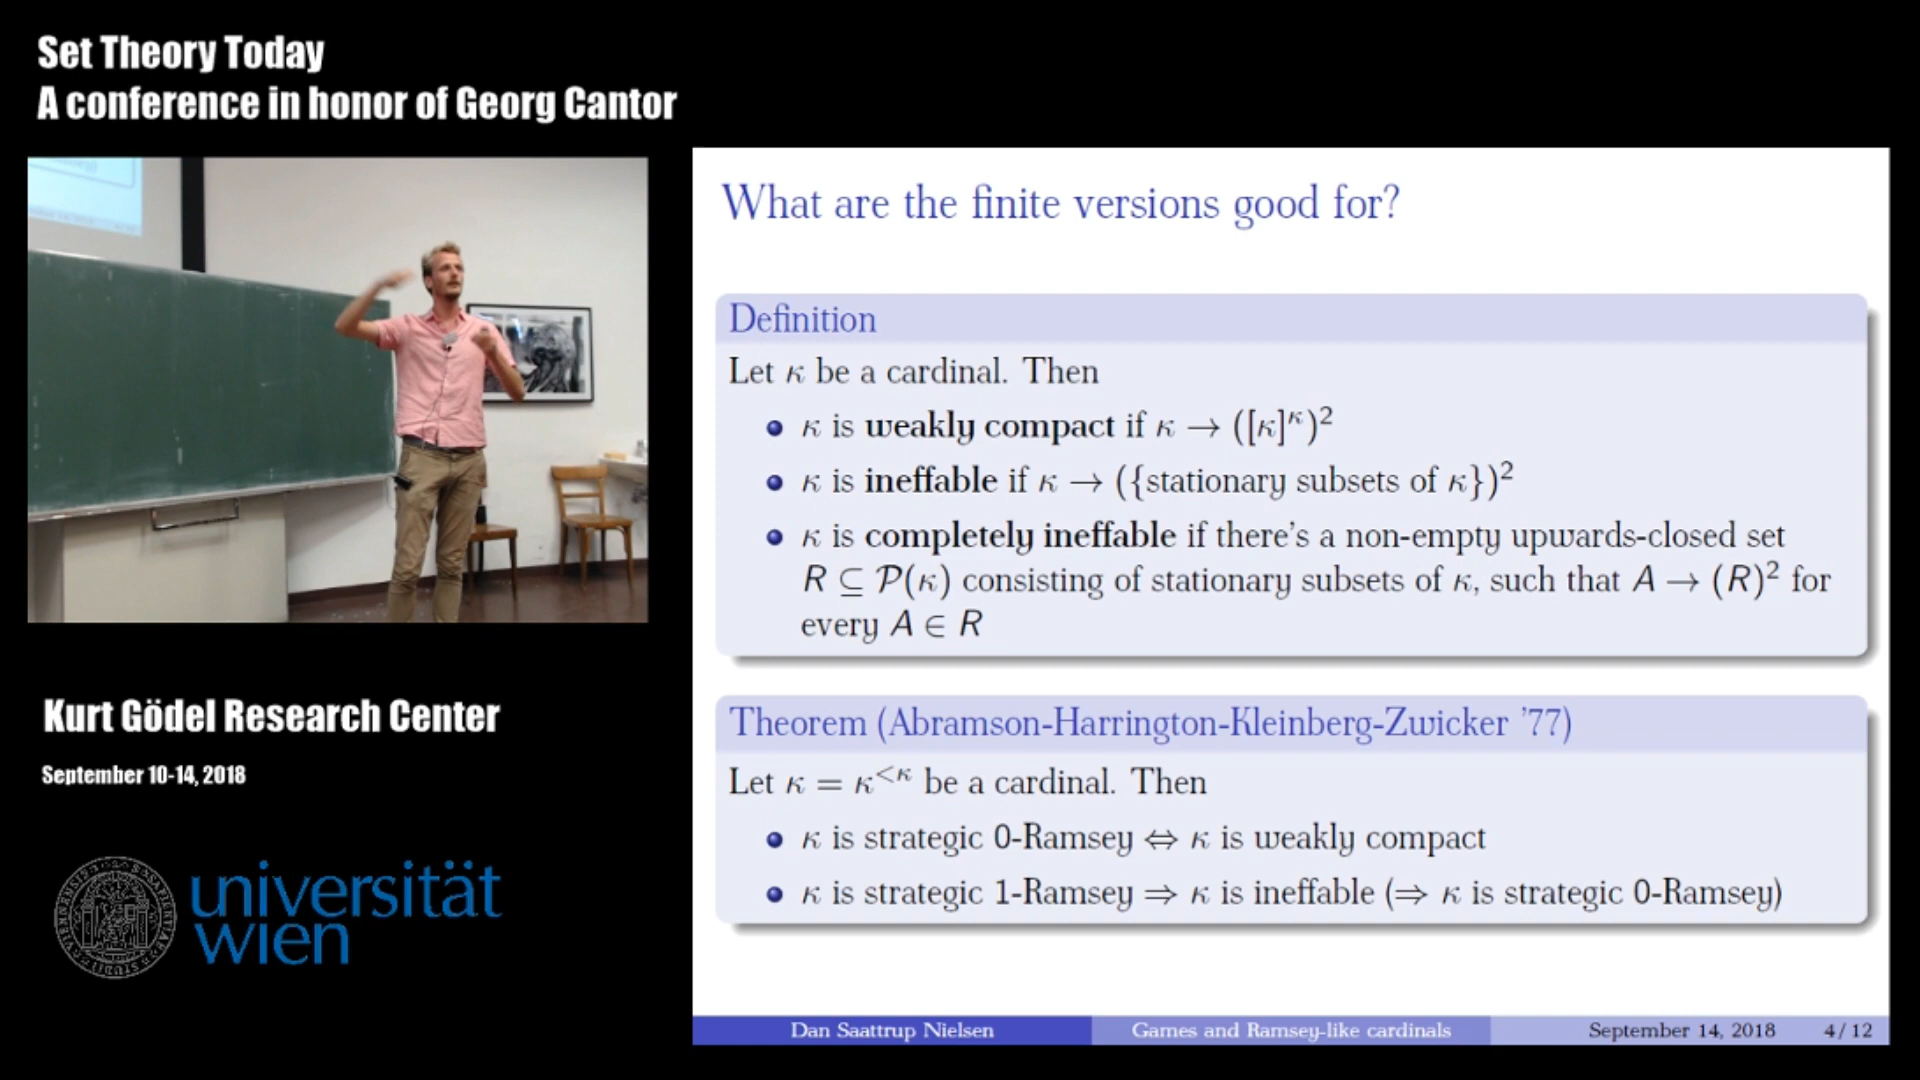 Set Theory Today
A conference in honor of Georg Cantor
What are the finite versions good for?
Definition
Let κ be a cardinal. Then
κ is weakly compact if κ → ([κ]^κ)²
κ is ineffable if κ → ({stationary subsets of κ})²
κ is completely ineffable if there's a non-empty upwards-closed set
R ⊆ P(κ) consisting of stationary subsets of κ, such that A → (R)² for
every A ∈ R
Theorem (Abramson-Harrington-Kleinberg-Zwicker '77)
Let κ = κ^{<κ} be a cardinal. Then
κ is strategic 0-Ramsey ⇔ κ is weakly compact
κ is strategic 1-Ramsey ⇒ κ is ineffable (⇒ κ is strategic 0-Ramsey)
Dan Saattrup Nielsen Games and Ramsey-like cardinals September 14, 2018 4 / 12
Kurt Gödel Research Center
September 10-14, 2018
universität
wien